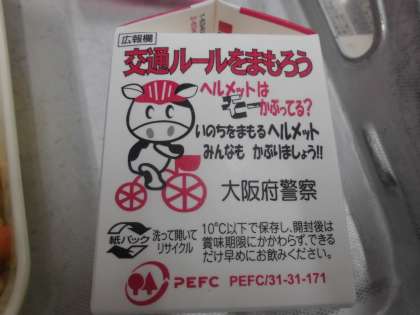 広報欄
交通ルールをまもろう
ヘルメットは
モーかぶってる?
いのちをまもるヘルメット
みんなも かぶりましょう!!
大阪府警察
紙パック
洗って開いて
リサイクル
10℃以下で保存し、開封後は
賞味期限にかかわらず、できる
だけ早めにお飲みください。
PEFC PEFC/31-31-171